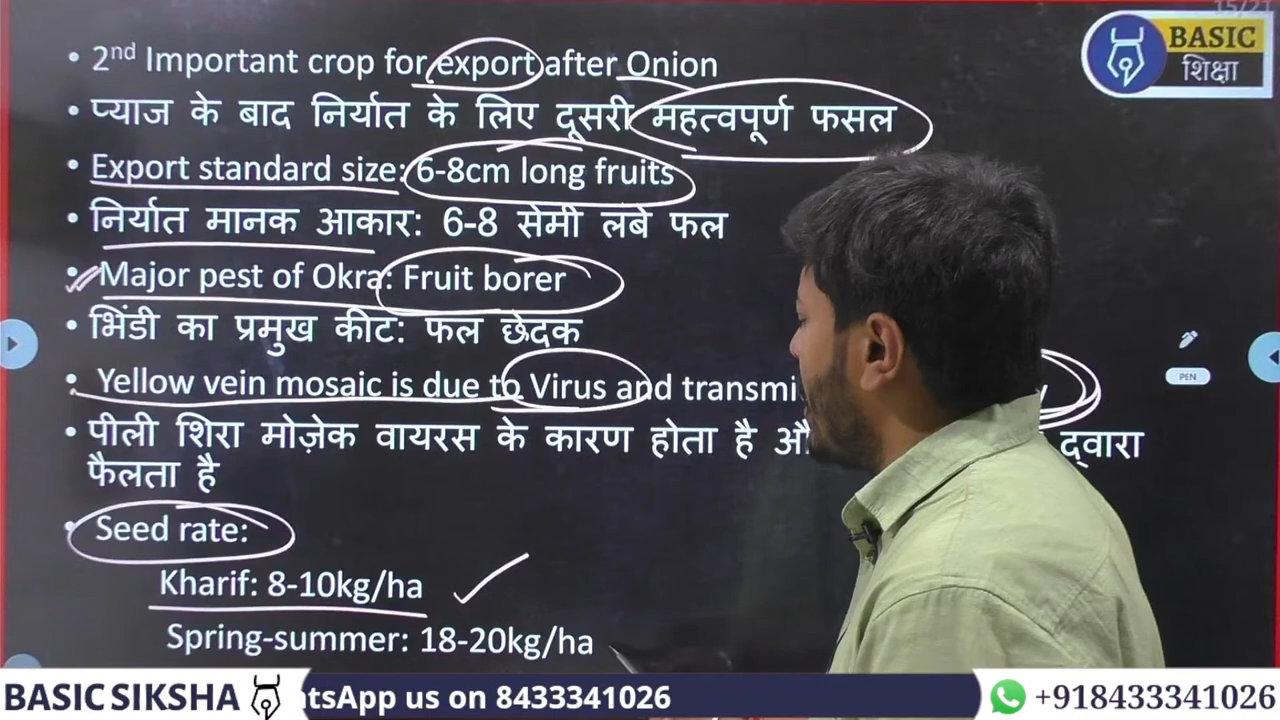 15/21
BASIC
शिक्षा
• 2nd Important crop for export after Onion
• प्याज के बाद निर्यात के लिए दूसरी महत्वपूर्ण फसल
• Export standard size: 6-8cm long fruits
• निर्यात मानक आकार: 6-8 सेमी लंबे फल
• Major pest of Okra: Fruit borer
• भिंडी का प्रमुख कीट: फल छेदक
• Yellow vein mosaic is due to Virus and
• पीली शिरा मोज़ेक वायरस के कारण होता है द्वारा
फैलता है
• Seed rate:
Kharif: 8-10kg/ha
Spring-summer: 18-20kg/ha
PEN
BASIC SIKSHA us on 8433341026 +918433341026